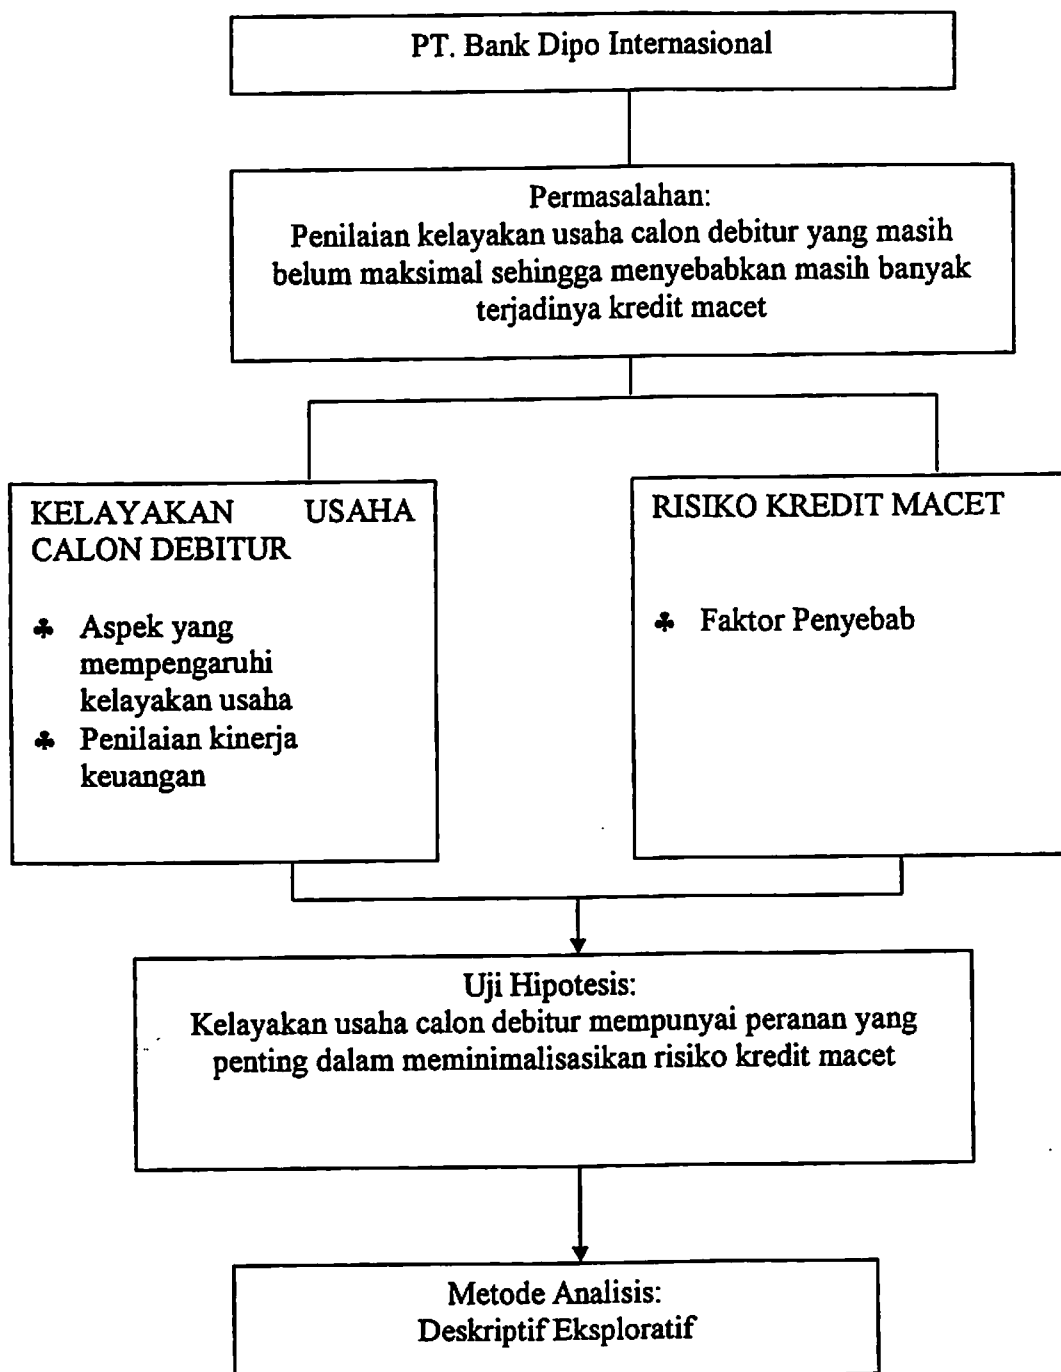 PT. Bank Dipo Internasional
Permasalahan:
Penilaian kelayakan usaha calon debitur yang masih
belum maksimal sehingga menyebabkan masih banyak
terjadinya kredit macet
KELAYAKAN USAHA
CALON DEBITUR
♣ Aspek yang
mempengaruhi
kelayakan usaha
♣ Penilaian kinerja
keuangan
RISIKO KREDIT MACET
♣ Faktor Penyebab
Uji Hipotesis:
Kelayakan usaha calon debitur mempunyai peranan yang
penting dalam meminimalisasikan risiko kredit macet
Metode Analisis:
Deskriptif Eksploratif